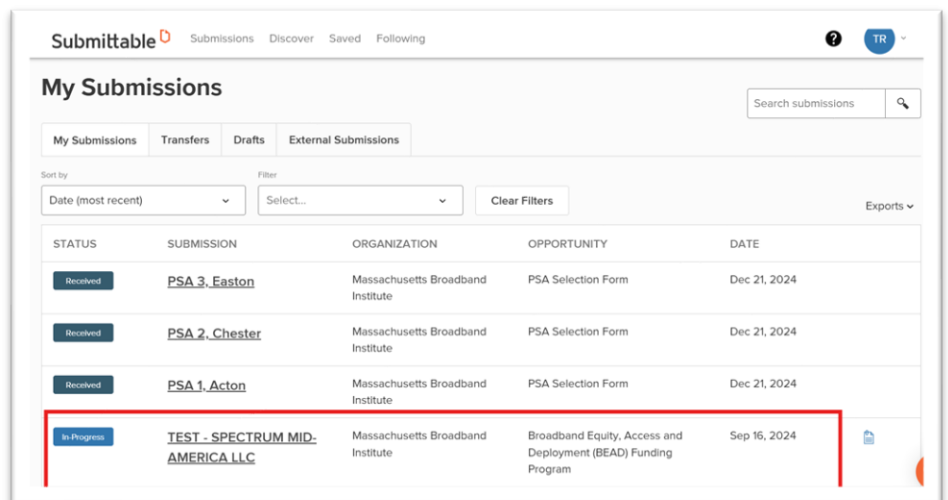 Submittable Submissions Discover Saved Following ? TR
My Submissions
Search submissions
My Submissions Transfers Drafts External Submissions
Sort by Filter
Date (most recent) Select... Clear Filters
Exports
STATUS SUBMISSION ORGANIZATION OPPORTUNITY DATE
Received PSA 3, Easton Massachusetts Broadband PSA Selection Form Dec 21, 2024
Institute
Received PSA 2, Chester Massachusetts Broadband PSA Selection Form Dec 21, 2024
Institute
Received PSA 1, Acton Massachusetts Broadband PSA Selection Form Dec 21, 2024
Institute
In-Progress TEST - SPECTRUM MID- Massachusetts Broadband Broadband Equity, Access and Sep 16, 2024
AMERICA LLC Institute Deployment (BEAD) Funding
Program